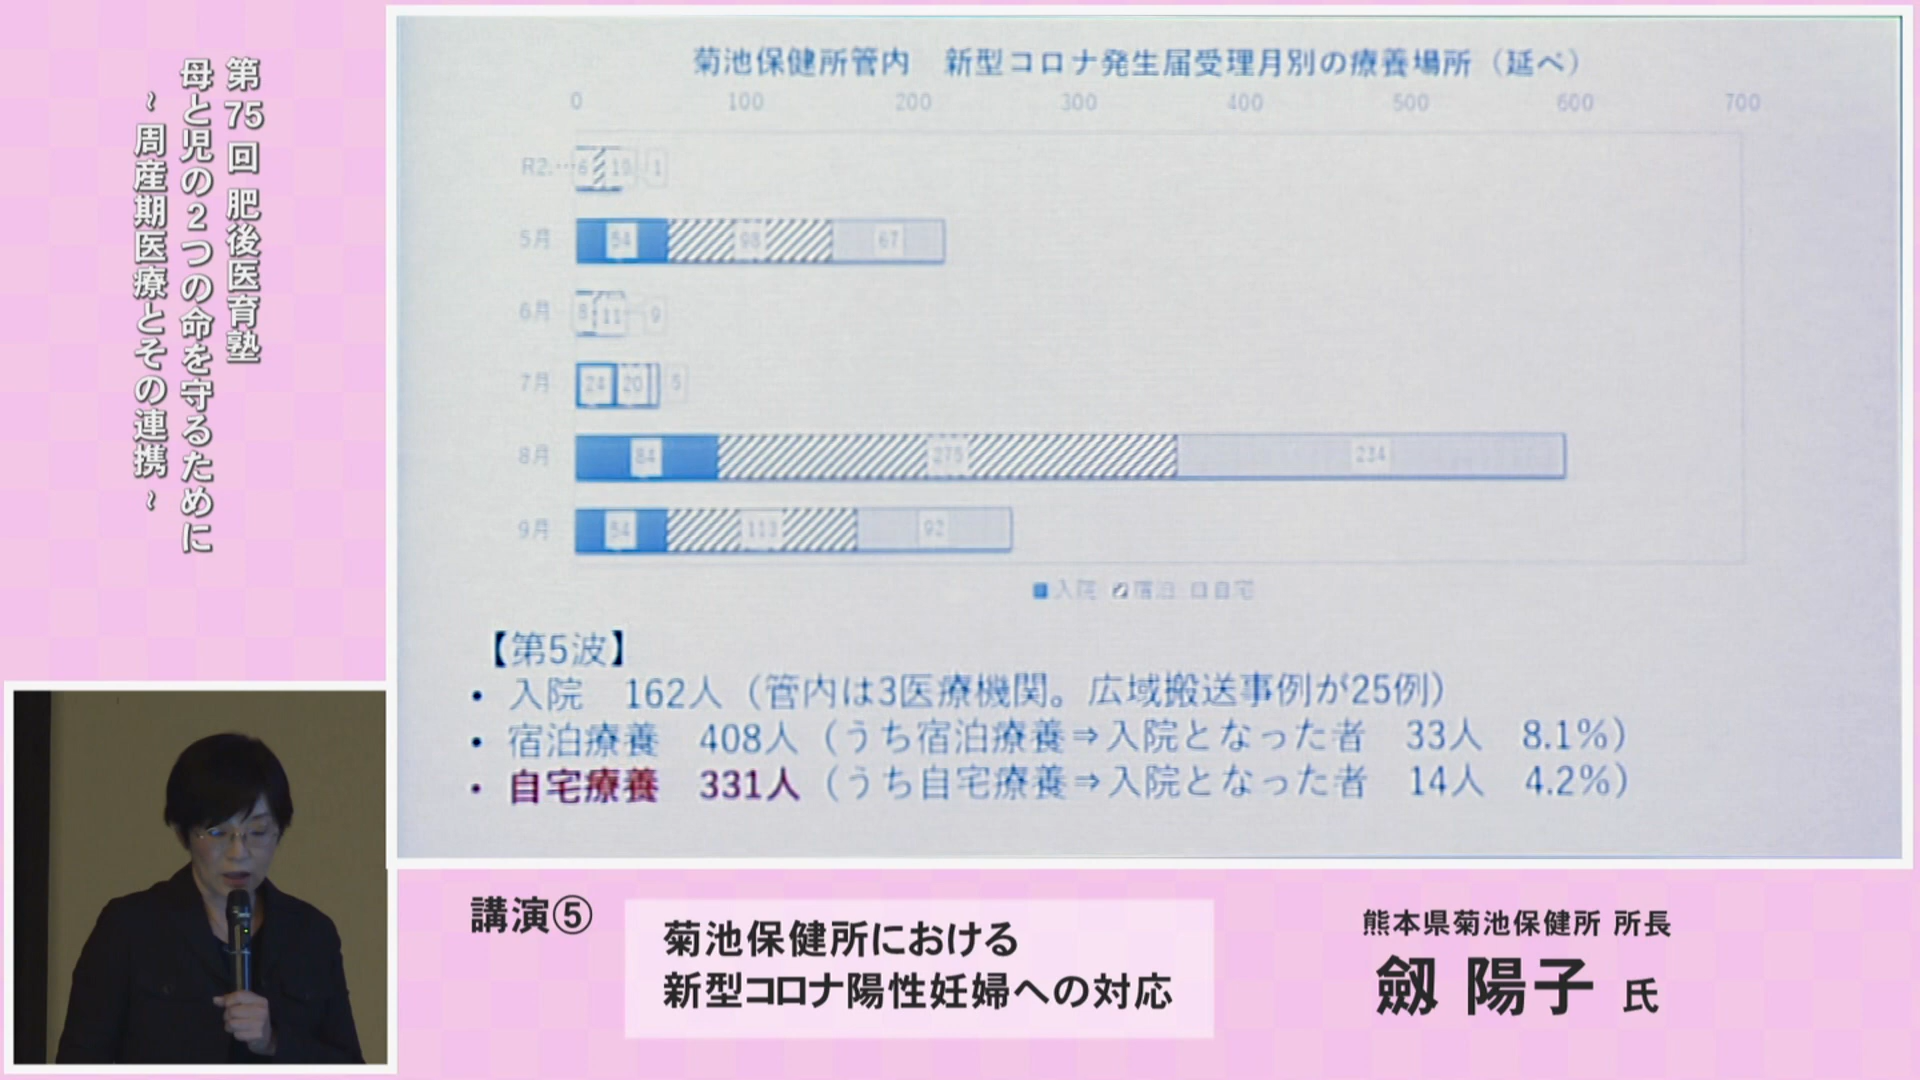 第75回 肥後医育塾
母と児の2つの命を守るために
~ 周産期医療とその連携 ~
菊池保健所管内 新型コロナ発生届受理月別の療養場所（延べ）
0 100 200 300 400 500 600 700
R2.… 6 19 1
5月 54 98 67
6月 8 11 9
7月 24 20 5
8月 84 275 234
9月 54 113 92
入院 宿泊 自宅
【第5波】
• 入院 162人（管内は3医療機関。広域搬送事例が25例）
• 宿泊療養 408人（うち宿泊療養⇒入院となった者 33人 8.1%）
• 自宅療養 331人（うち自宅療養⇒入院となった者 14人 4.2%）
講演⑤
菊池保健所における
新型コロナ陽性妊婦への対応
熊本県菊池保健所 所長
劔 陽子 氏